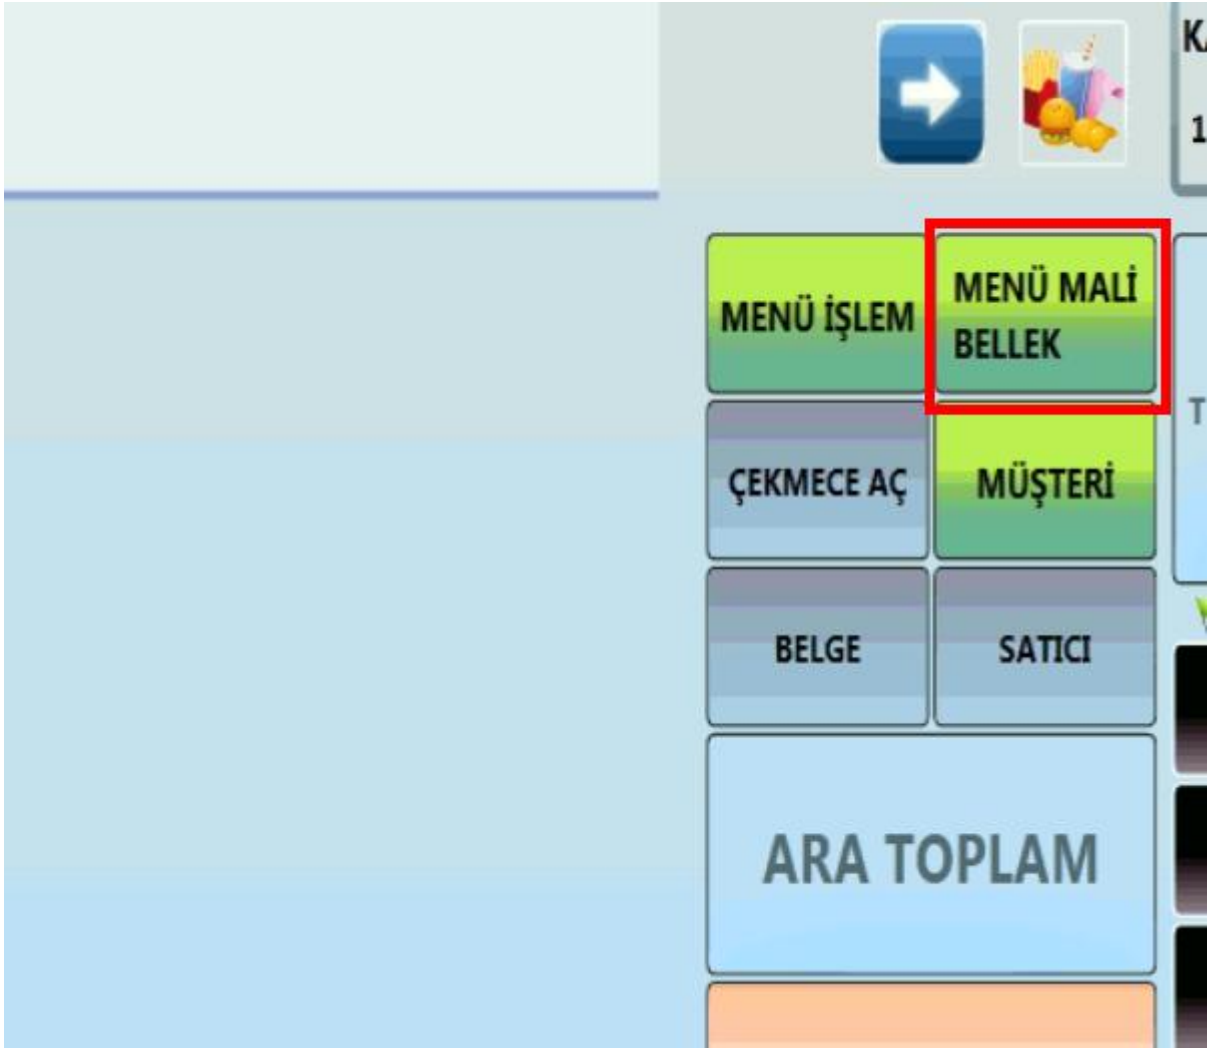 MENÜ İŞLEM
MENÜ MALİ
BELLEK
ÇEKMECE AÇ
MÜŞTERİ
BELGE
SATICI
ARA TOPLAM